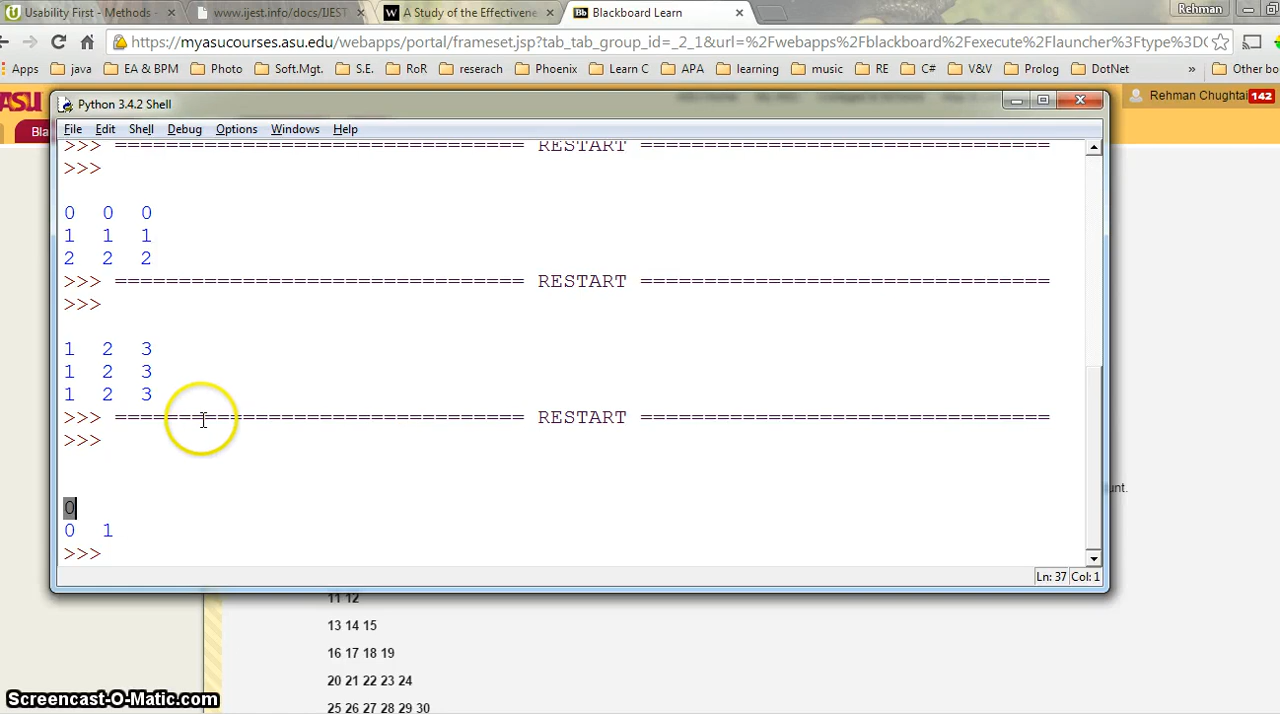 Usability First - Methods -
www.ijest.info/docs/IJEST
A Study of the Effectivene
Blackboard Learn
Rehman
https://myasucourses.asu.edu/webapps/portal/frameset.jsp?tab_tab_group_id=_2_1&url=%2Fwebapps%2Fblackboard%2Fexecute%2Flauncher%3Ftype%3D
Apps java EA & BPM Photo Soft.Mgt. S.E. RoR reserach Phoenix Learn C APA learning music RE C# V&V Prolog DotNet » Other bo
ASU
Rehman Chughtai 142
Bla
Python 3.4.2 Shell
File Edit Shell Debug Options Windows Help
>>> ================================ RESTART ================================
>>>
0 0 0
1 1 1
2 2 2
>>> ================================ RESTART ================================
>>>
1 2 3
1 2 3
1 2 3
>>> ================================ RESTART ================================
>>>
unt.
0
0 1
>>>
Ln: 37 Col: 1
11 12
13 14 15
16 17 18 19
20 21 22 23 24
25 26 27 28 29 30
Screencast-O-Matic.com